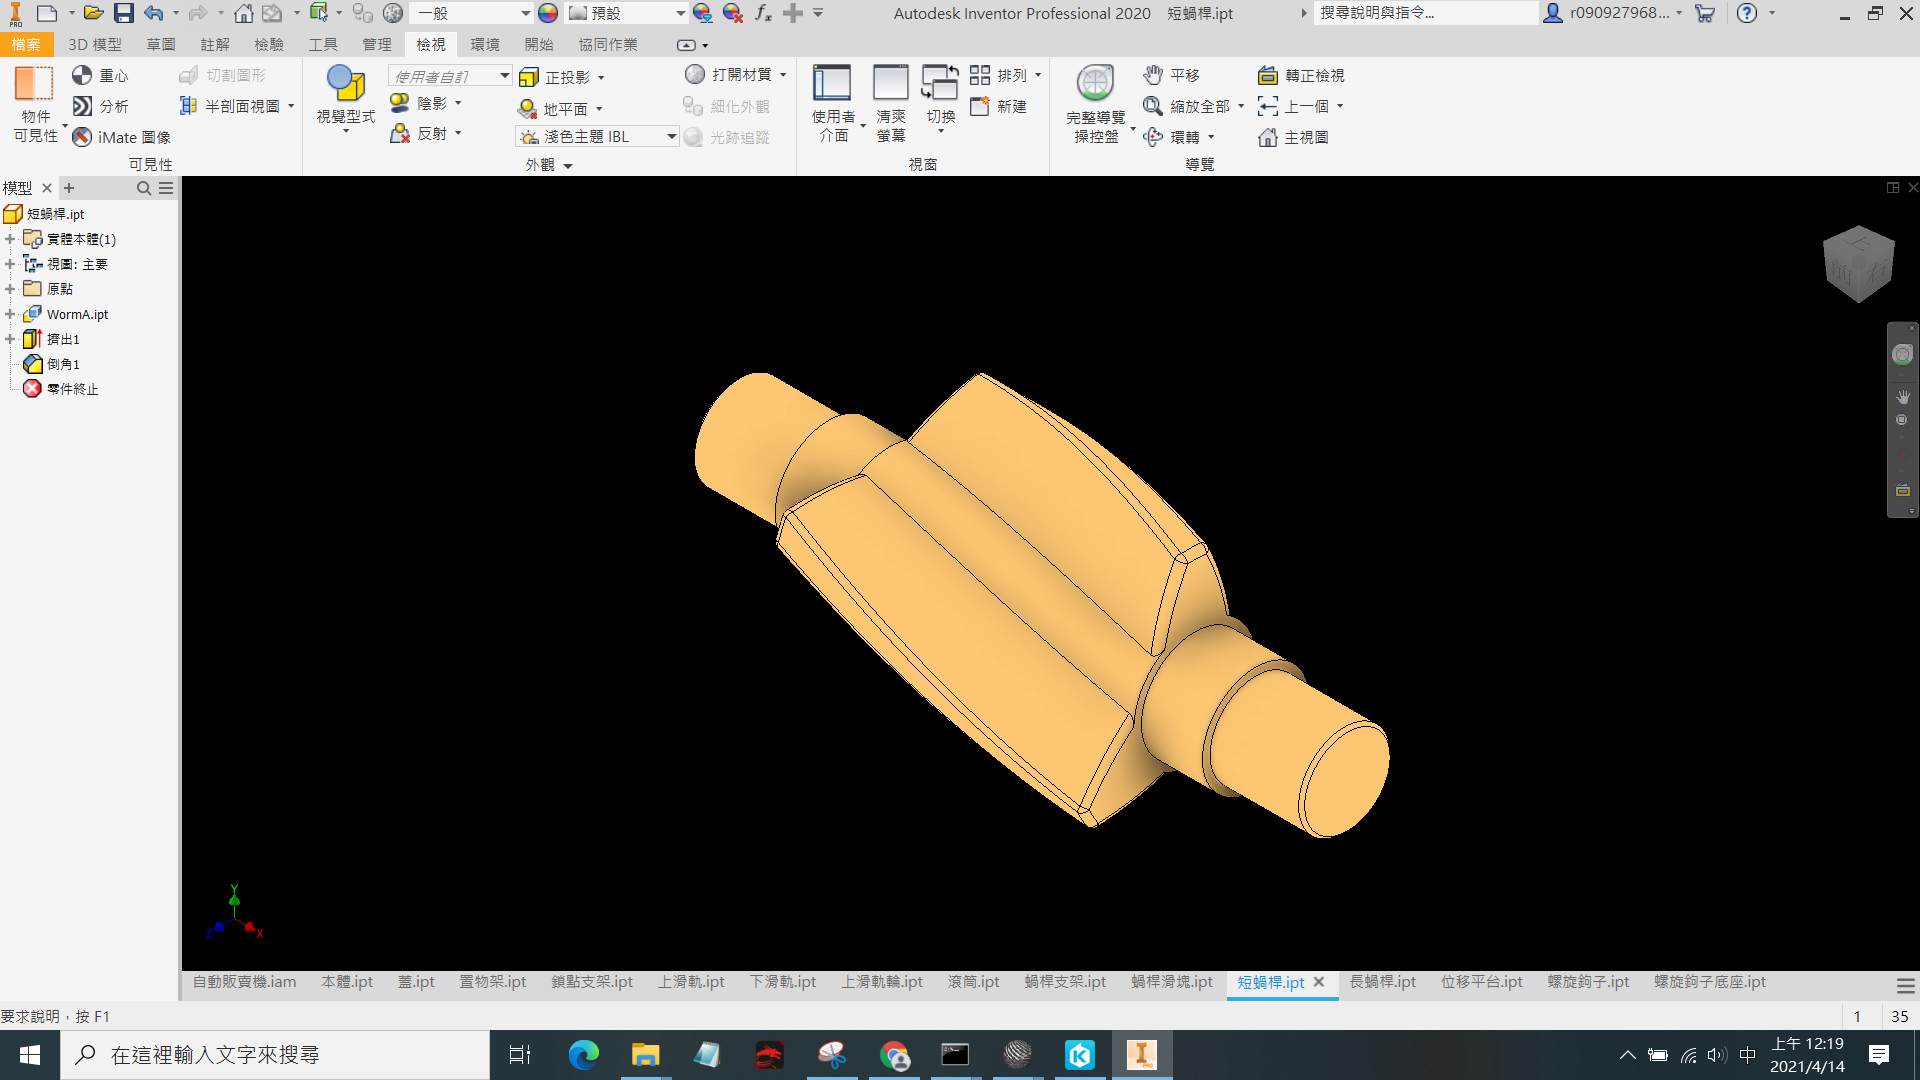 PRO 一般 預設 fx Autodesk Inventor Professional 2020 短蝸桿.ipt 搜尋說明與指令... r090927968...
檔案 3D 模型 草圖 註解 檢驗 工具 管理 檢視 環境 開始 協同作業
物件
可見性
重心
分析
iMate 圖像
切割圖形
半剖面視圖
可見性
視覺型式
使用者自訂
陰影
反射
正投影
地平面
淺色主題 IBL
打開材質
細化外觀
光跡追蹤
外觀
使用者
介面
清爽
螢幕
切換
排列
新建
視窗
完整導覽
操控盤
平移
縮放全部
環轉
轉正檢視
上一個
主視圖
導覽
模型
短蝸桿.ipt
實體本體(1)
視圖: 主要
原點
WormA.ipt
擠出1
倒角1
零件終止
上
前
右
Y
Z
X
自動販賣機.iam 本體.ipt 蓋.ipt 置物架.ipt 鎖點支架.ipt 上滑軌.ipt 下滑軌.ipt 上滑軌輪.ipt 滾筒.ipt 蝸桿支架.ipt 蝸桿滑塊.ipt 短蝸桿.ipt 長蝸桿.ipt 位移平台.ipt 螺旋鉤子.ipt 螺旋鉤子底座.ipt
要求說明，按 F1
1 35
在這裡輸入文字來搜尋
中
上午 12:19
2021/4/14